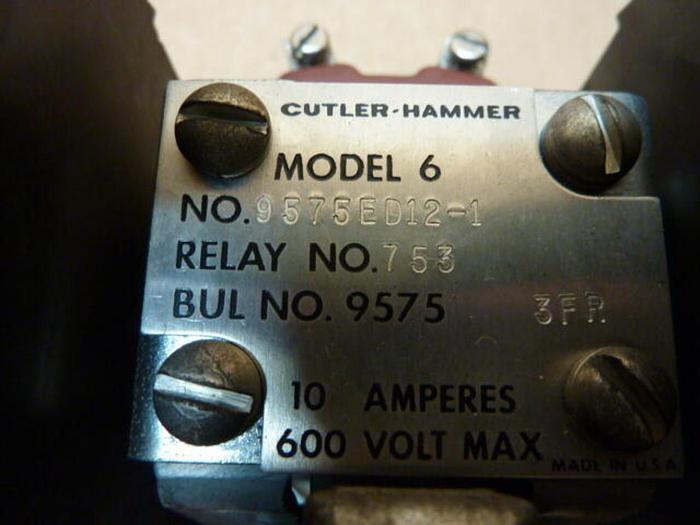 CUTLER-HAMMER
MODEL 6
NO. 9575ED12-1
RELAY NO. 753
BUL NO. 9575 3FR
10 AMPERES
600 VOLT MAX
MADE IN U.S.A